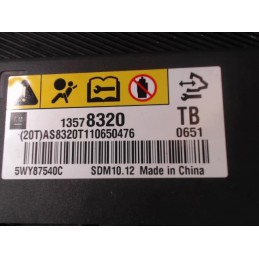 13578320 TB
(20T)AS8320T110650476 0651
5WY87540C SDM10.12 Made in China